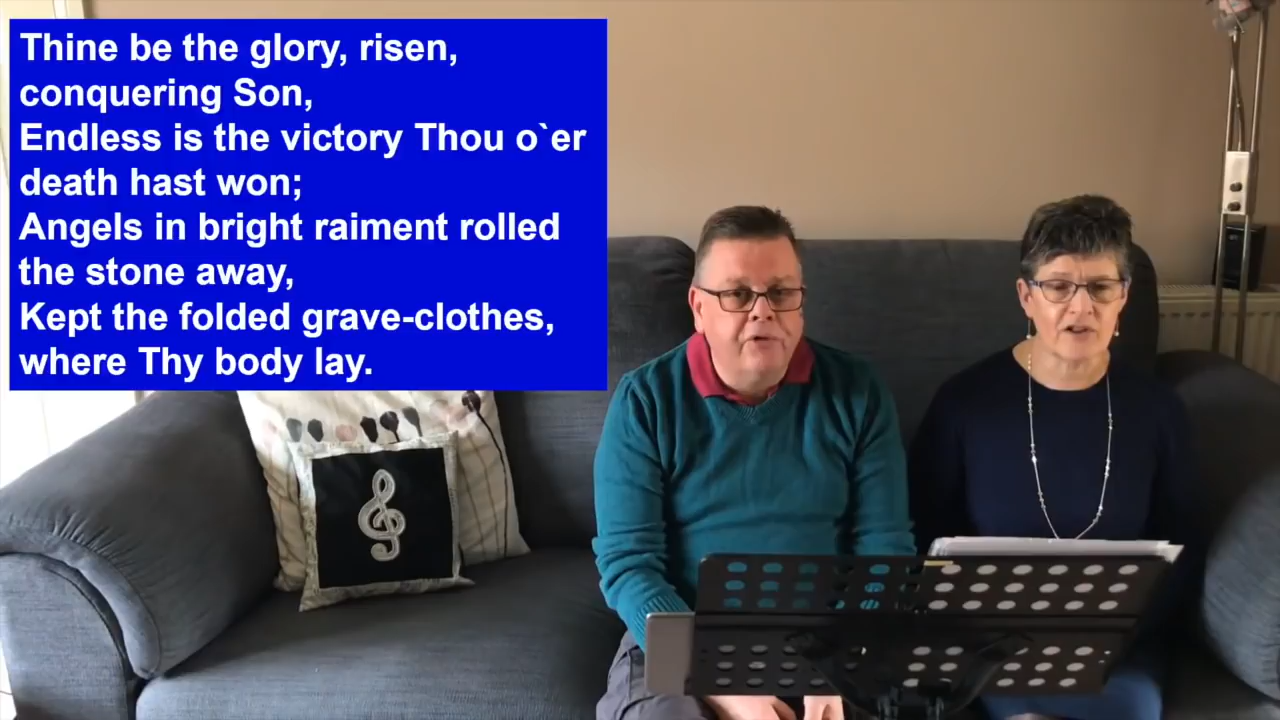 Thine be the glory, risen,
conquering Son,
Endless is the victory Thou o`er
death hast won;
Angels in bright raiment rolled
the stone away,
Kept the folded grave-clothes,
where Thy body lay.